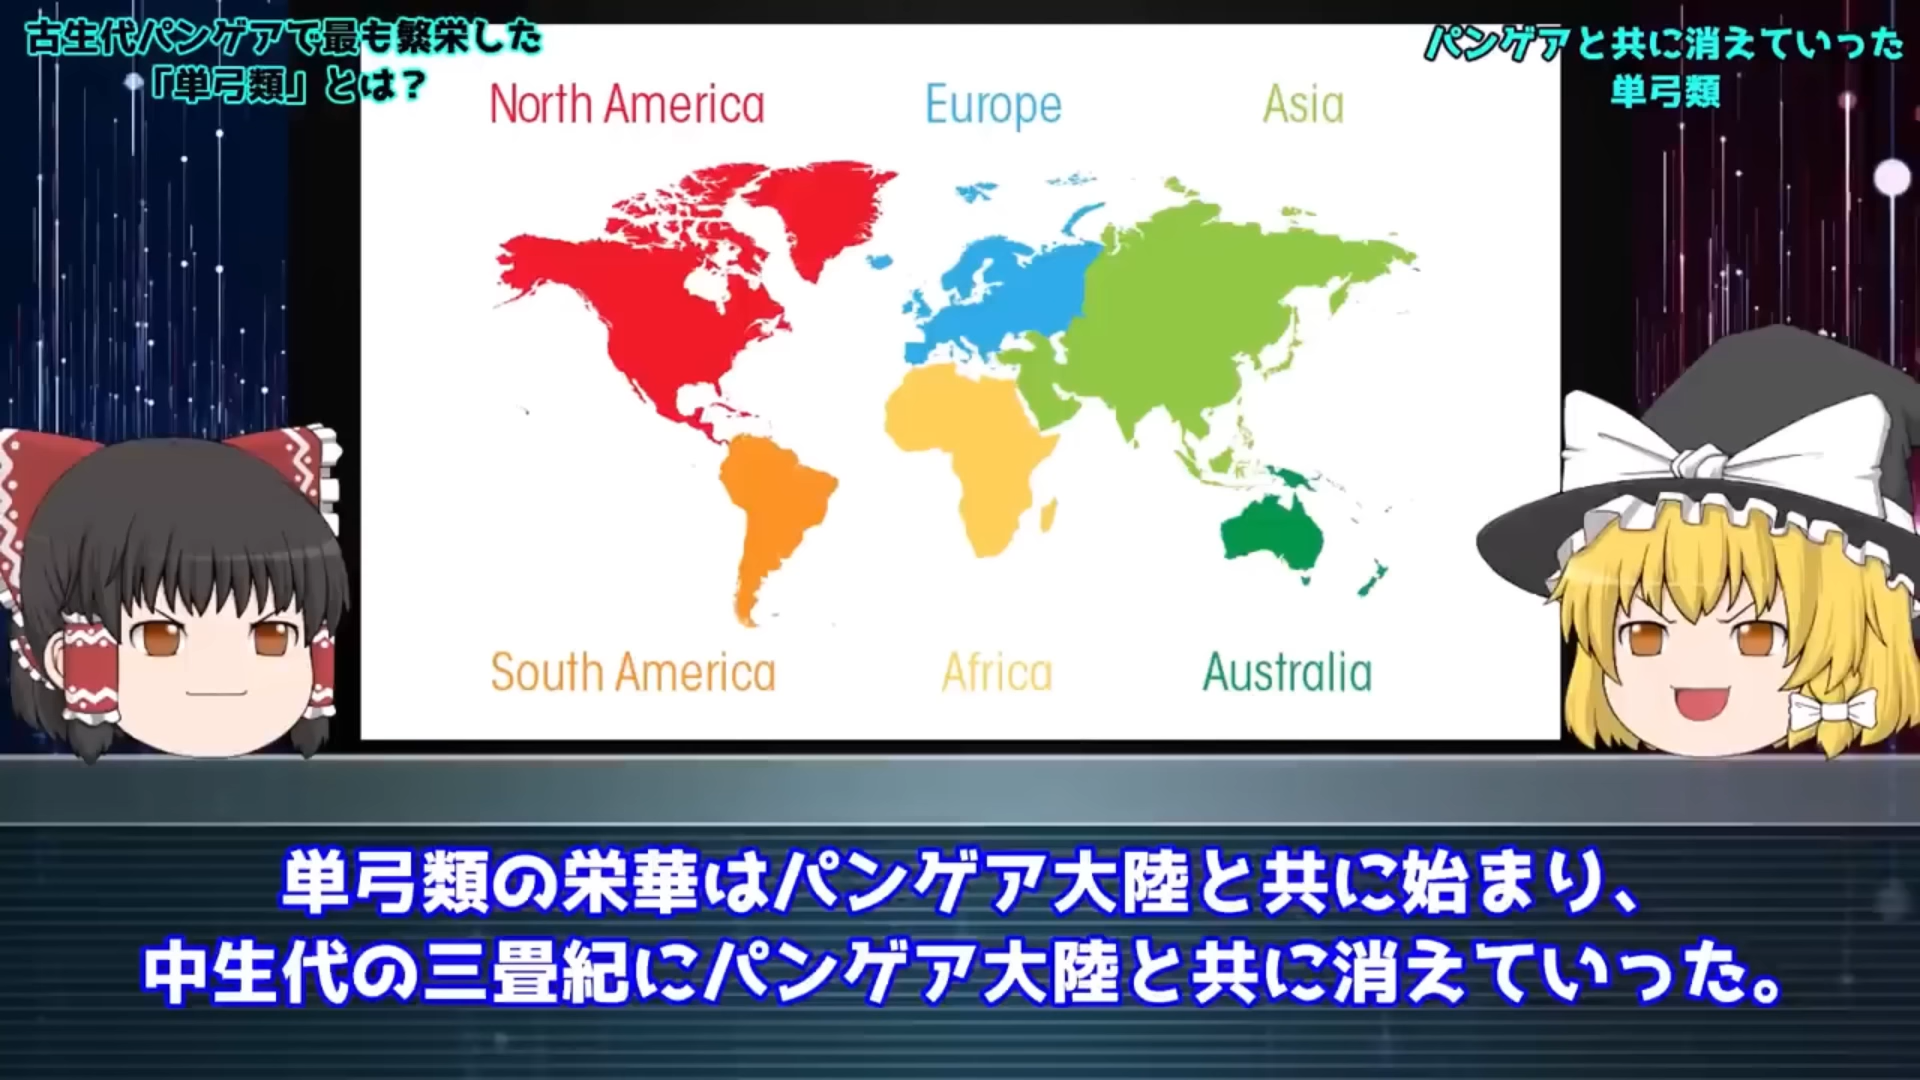 古生代パンゲアで最も繁栄した
「単弓類」とは？
パンゲアと共に消えていった
単弓類
North America
Europe
Asia
South America
Africa
Australia
単弓類の栄華はパンゲア大陸と共に始まり、
中生代の三畳紀にパンゲア大陸と共に消えていった。